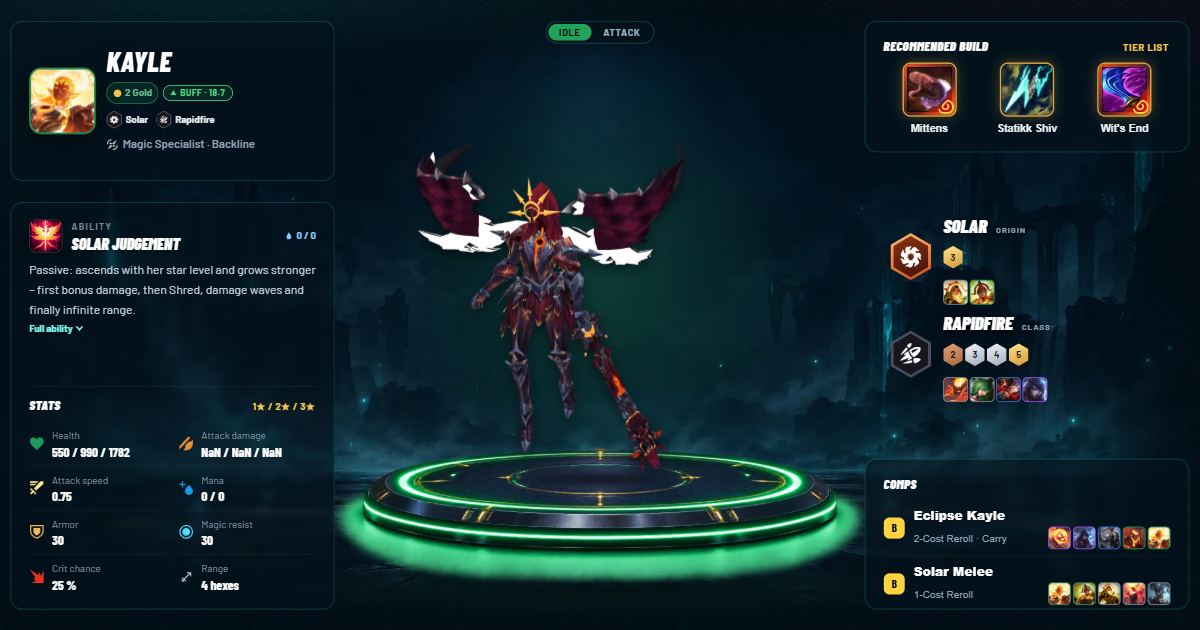 KAYLE
2 Gold
BUFF · 18.7
Solar
Rapidfire
Magic Specialist · Backline
ABILITY
SOLAR JUDGEMENT
0/0
Passive: ascends with her star level and grows stronger
– first bonus damage, then Shred, damage waves and
finally infinite range.
Full ability
STATS
1★ / 2★ / 3★
Health
550 / 990 / 1782
Attack damage
NaN / NaN / NaN
Attack speed
0.75
Mana
0 / 0
Armor
30
Magic resist
30
Crit chance
25 %
Range
4 hexes
IDLE
ATTACK
RECOMMENDED BUILD
TIER LIST
Mittens
Statikk Shiv
Wit's End
SOLAR ORIGIN
3
RAPIDFIRE CLASS
2 3 4 5
COMPS
B
Eclipse Kayle
2-Cost Reroll · Carry
B
Solar Melee
1-Cost Reroll